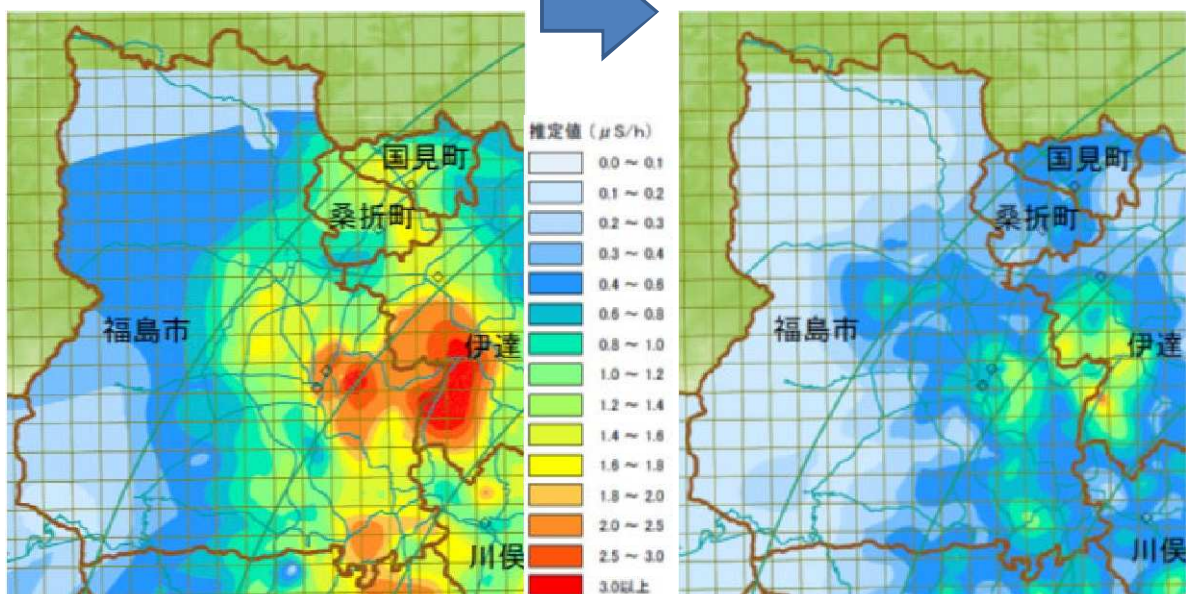 国見町
桑折町
福島市
伊達
川俣
推定値 (μS/h)
0.0 ~ 0.1
0.1 ~ 0.2
0.2 ~ 0.3
0.3 ~ 0.4
0.4 ~ 0.6
0.6 ~ 0.8
0.8 ~ 1.0
1.0 ~ 1.2
1.2 ~ 1.4
1.4 ~ 1.6
1.6 ~ 1.8
1.8 ~ 2.0
2.0 ~ 2.5
2.5 ~ 3.0
3.0以上
国見町
桑折町
福島市
伊達
川俣